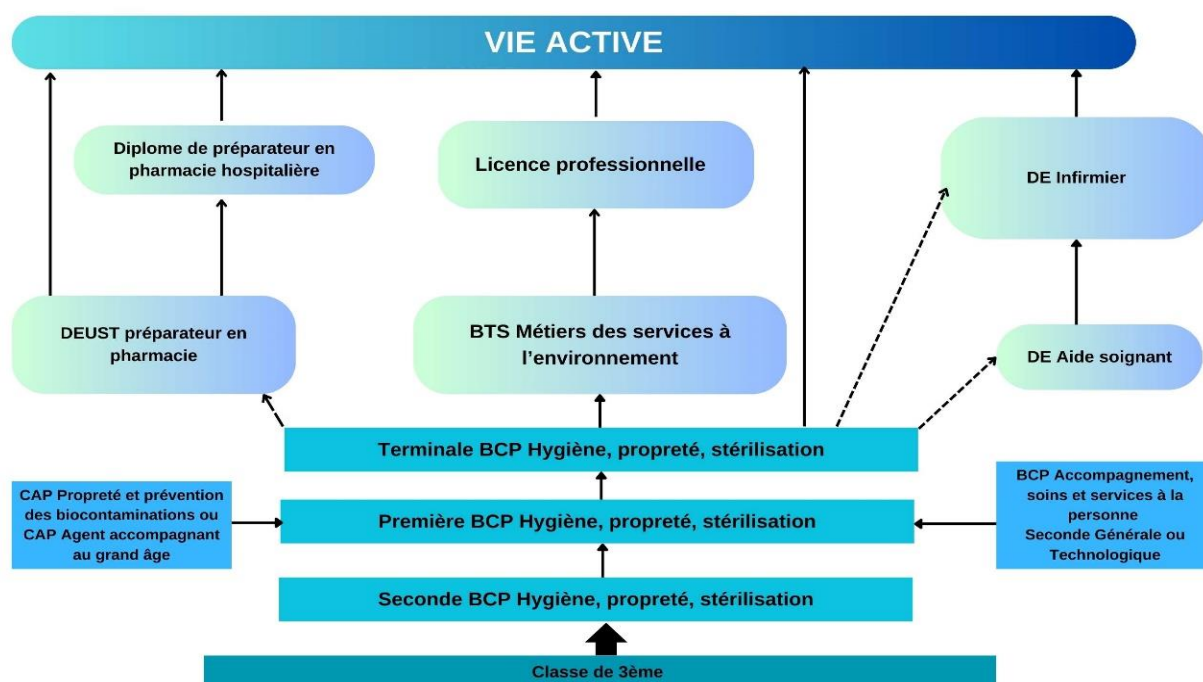 VIE ACTIVE
Diplome de préparateur en
pharmacie hospitalière
Licence professionnelle
DE Infirmier
DEUST préparateur en
pharmacie
BTS Métiers des services à
l'environnement
DE Aide soignant
Terminale BCP Hygiène, propreté, stérilisation
CAP Propreté et prévention
des biocontaminations ou
CAP Agent accompagnant
au grand âge
Première BCP Hygiène, propreté, stérilisation
BCP Accompagnement,
soins et services à la
personne
Seconde Générale ou
Technologique
Seconde BCP Hygiène, propreté, stérilisation
Classe de 3ème